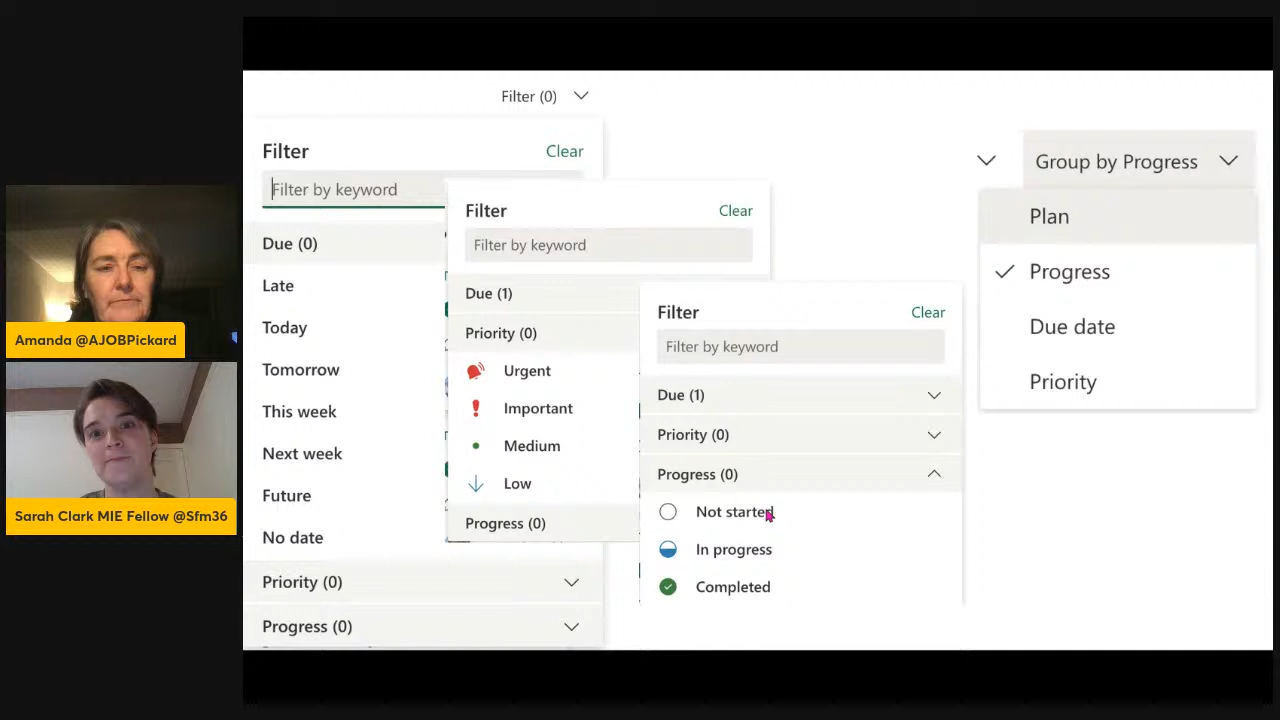 Filter (0)
Filter
Clear
Filter by keyword
Due (0)
Late
Today
Tomorrow
This week
Next week
Future
No date
Priority (0)
Progress (0)
Filter
Clear
Filter by keyword
Due (1)
Priority (0)
Urgent
Important
Medium
Low
Progress (0)
Filter
Clear
Filter by keyword
Due (1)
Priority (0)
Progress (0)
Not started
In progress
Completed
Group by Progress
Plan
Progress
Due date
Priority
Amanda @AJOBPickard
Sarah Clark MIE Fellow @Sfm36